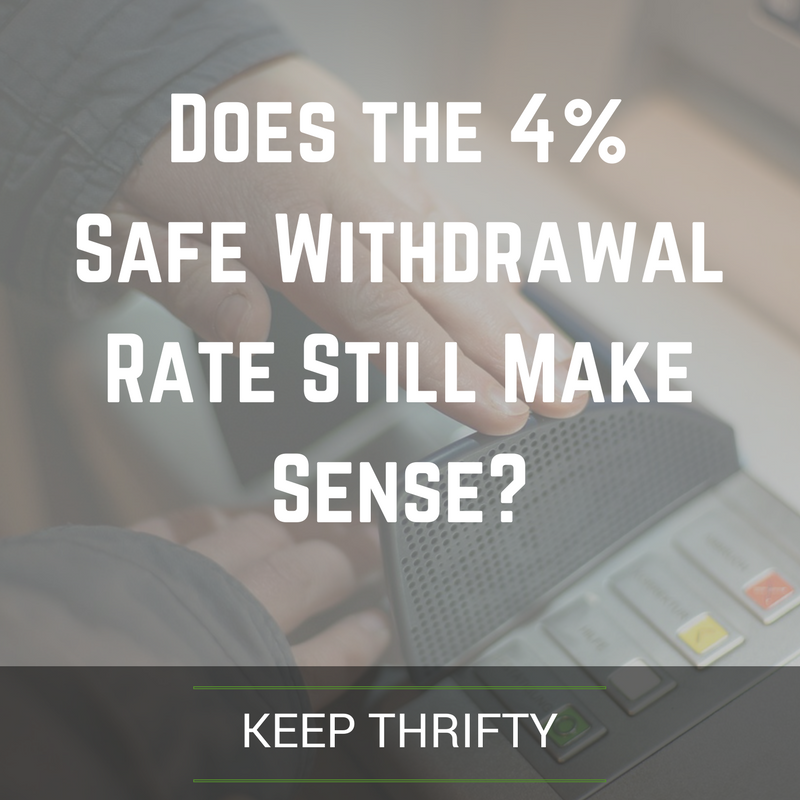 Does the 4%
Safe Withdrawal
Rate Still Make
Sense?
KEEP THRIFTY